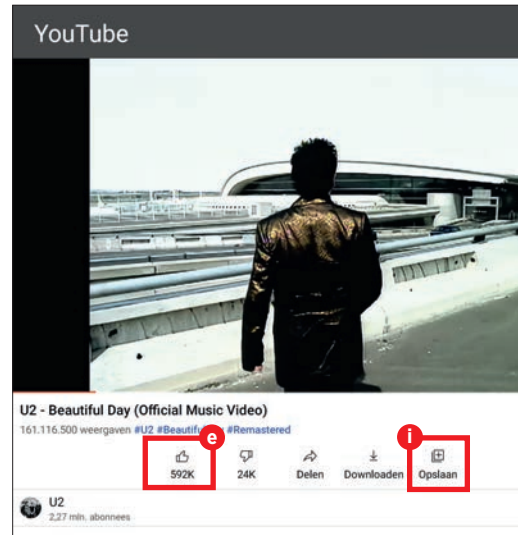 YouTube
U2 - Beautiful Day (Official Music Video)
e
i
161.116.500 weergaven #U2 #Beautiful #Remastered
592K 24K Delen Downloaden Opslaan
U2
2,27 mln. abonnees